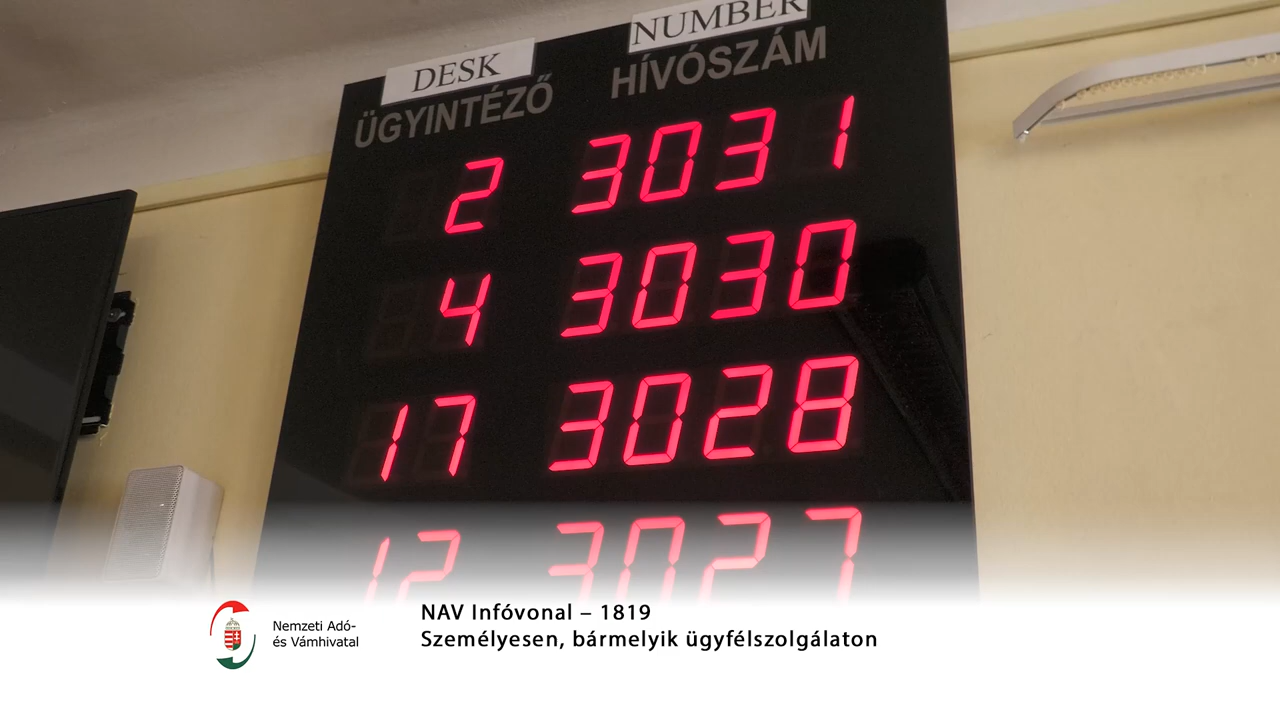 DESK NUMBER
ÜGYINTÉZŐ HÍVÓSZÁM
2 3031
4 3030
17 3028
12 3027
Nemzeti Adó-
és Vámhivatal
NAV Infóvonal – 1819
Személyesen, bármelyik ügyfélszolgálaton